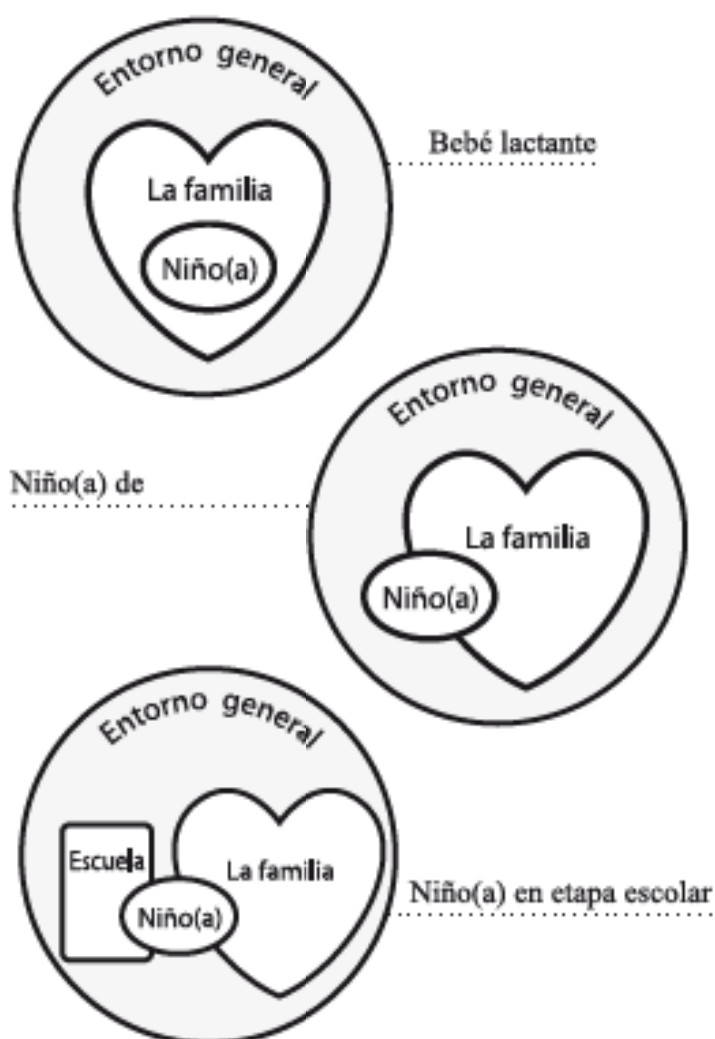 Entorno general
Bebé lactante
La familia
Niño(a)
Entorno general
Niño(a) de
La familia
Niño(a)
Entorno general
Escuela
La familia
Niño(a)
Niño(a) en etapa escolar